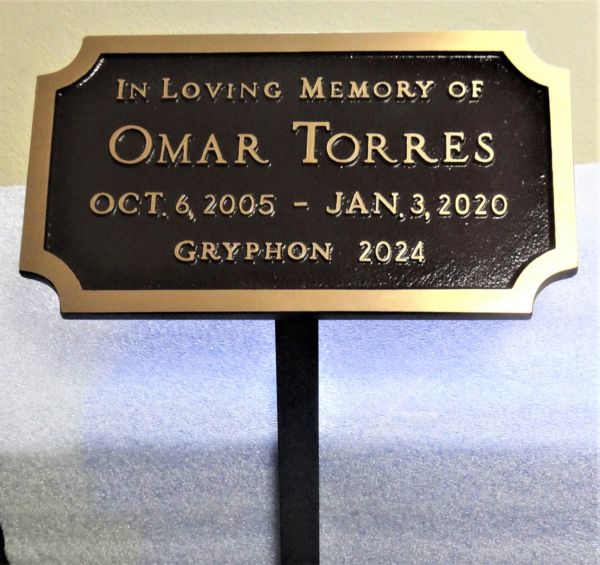 In Loving Memory of
Omar Torres
OCT. 6, 2005 - JAN. 3, 2020
GRYPHON 2024